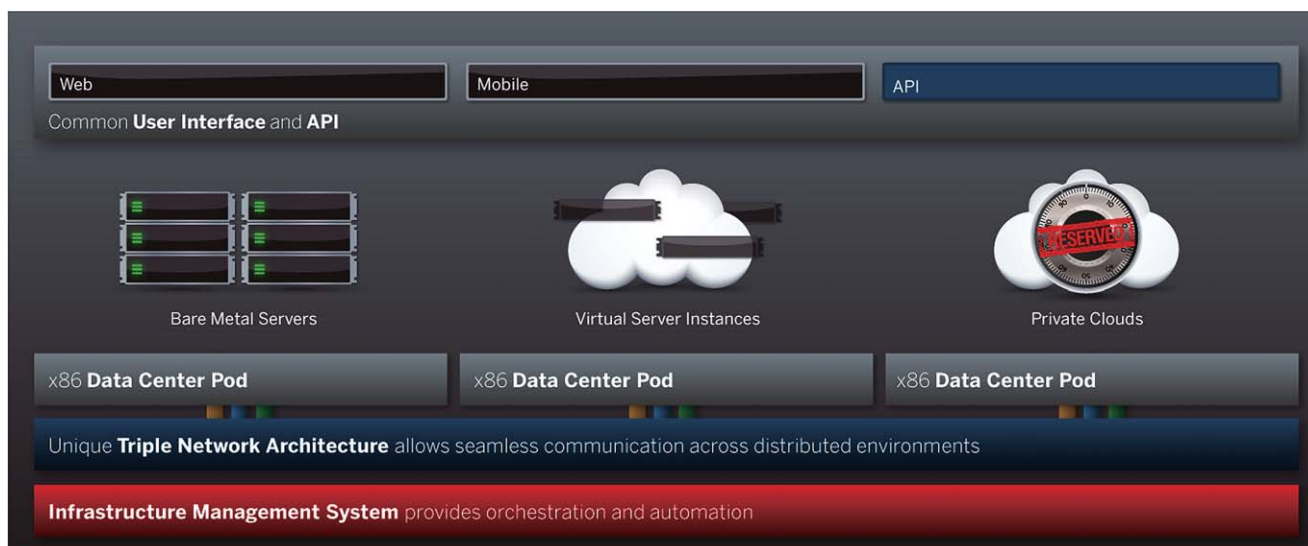 Web
Mobile
API
Common User Interface and API
RESERVED
Bare Metal Servers
Virtual Server Instances
Private Clouds
x86 Data Center Pod
x86 Data Center Pod
x86 Data Center Pod
Unique Triple Network Architecture allows seamless communication across distributed environments
Infrastructure Management System provides orchestration and automation